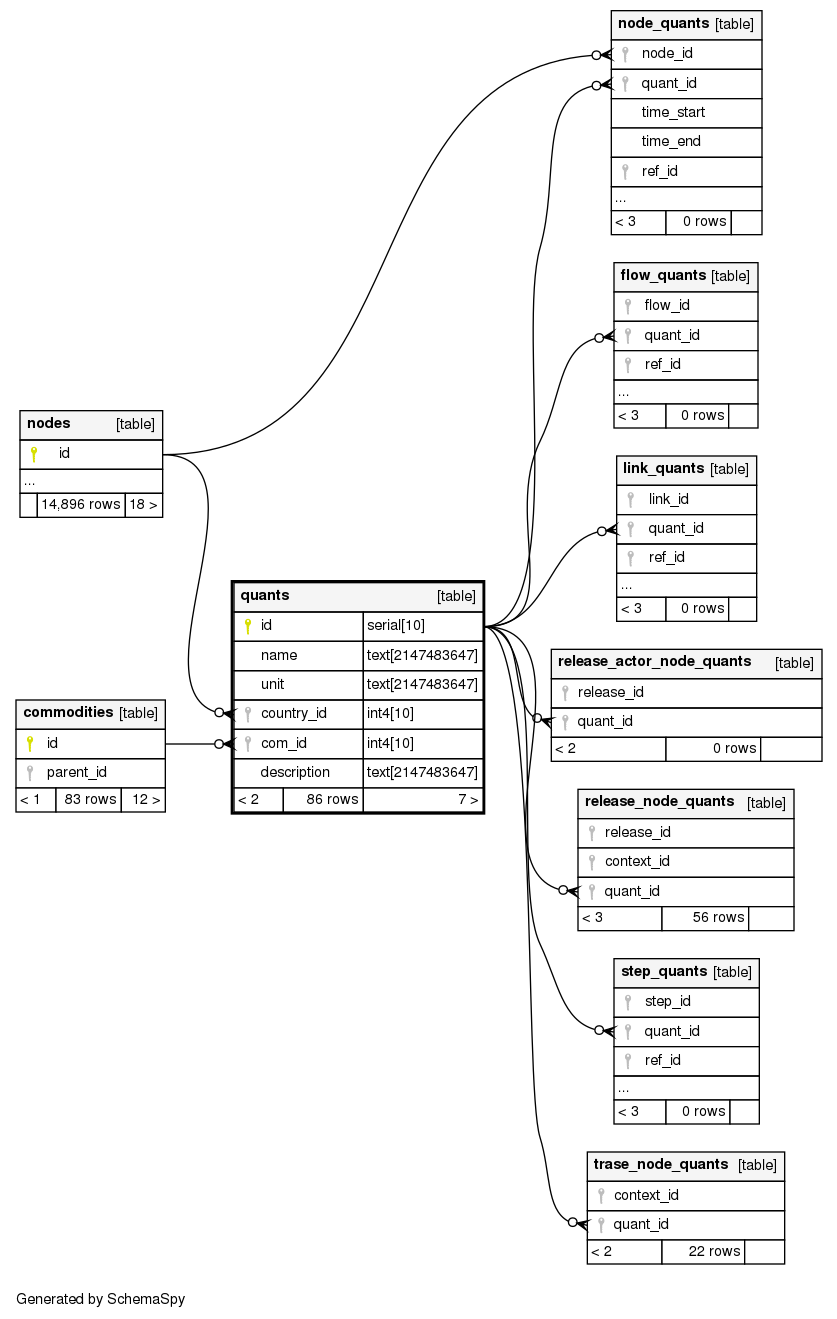 node_quants [table]
node_id
quant_id
time_start
time_end
ref_id
...
< 3 0 rows
flow_quants [table]
flow_id
quant_id
ref_id
...
< 3 0 rows
nodes [table]
id
...
14,896 rows 18 >
link_quants [table]
link_id
quant_id
ref_id
...
< 3 0 rows
quants [table]
id serial[10]
name text[2147483647]
unit text[2147483647]
country_id int4[10]
com_id int4[10]
description text[2147483647]
< 2 86 rows 7 >
commodities [table]
id
parent_id
< 1 83 rows 12 >
release_actor_node_quants [table]
release_id
quant_id
< 2 0 rows
release_node_quants [table]
release_id
context_id
quant_id
< 3 56 rows
step_quants [table]
step_id
quant_id
ref_id
...
< 3 0 rows
trase_node_quants [table]
context_id
quant_id
< 2 22 rows
Generated by SchemaSpy